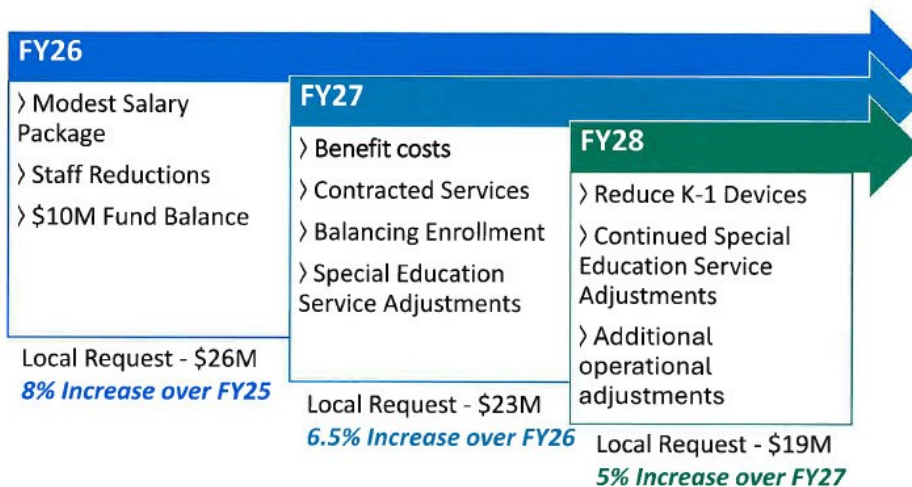 FY26
〉Modest Salary
Package
〉Staff Reductions
〉$10M Fund Balance
Local Request - $26M
8% Increase over FY25
FY27
〉Benefit costs
〉Contracted Services
〉Balancing Enrollment
〉Special Education
Service Adjustments
Local Request - $23M
6.5% Increase over FY26
FY28
〉Reduce K-1 Devices
〉Continued Special
Education Service
Adjustments
〉Additional
operational
adjustments
Local Request - $19M
5% Increase over FY27